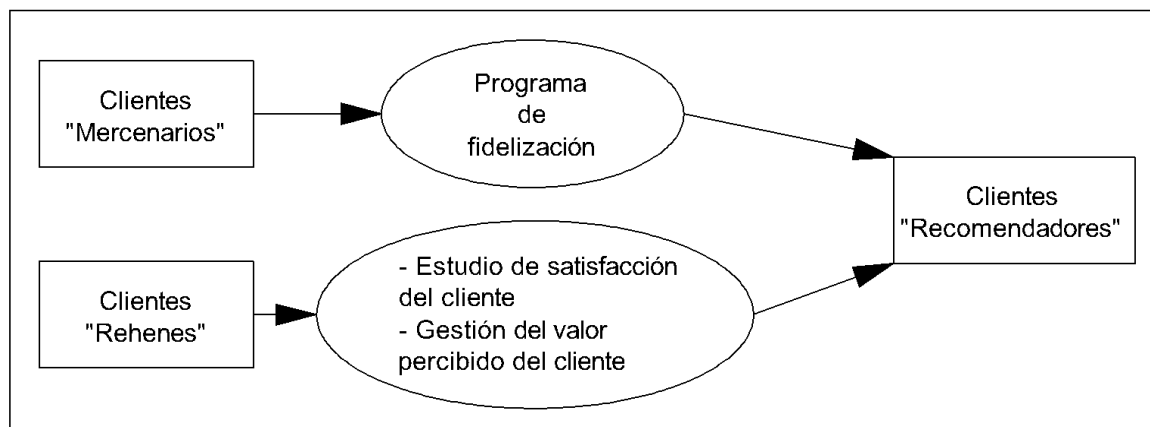 Clientes
"Mercenarios"
Programa
de
fidelización
Clientes
"Recomendadores"
Clientes
"Rehenes"
- Estudio de satisfacción
del cliente
- Gestión del valor
percibido del cliente